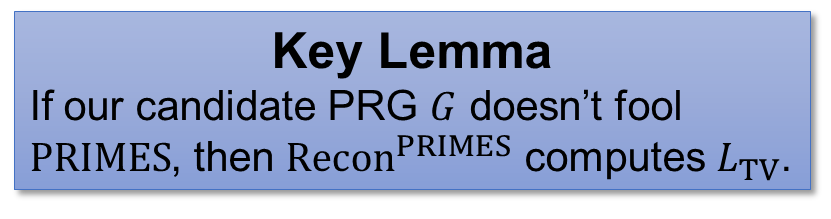 Key Lemma
If our candidate PRG 𝐺 doesn’t fool
PRIMES, then Recon^PRIMES computes 𝐿_TV.